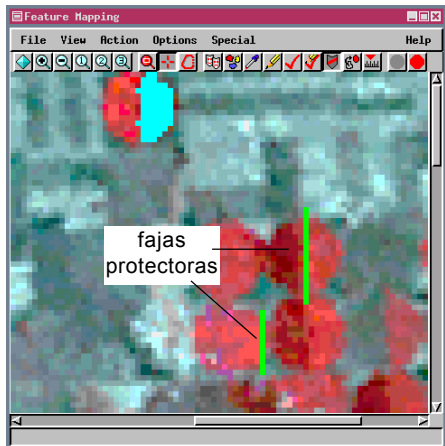 Feature Mapping
File View Action Options Special Help
fajas
protectoras